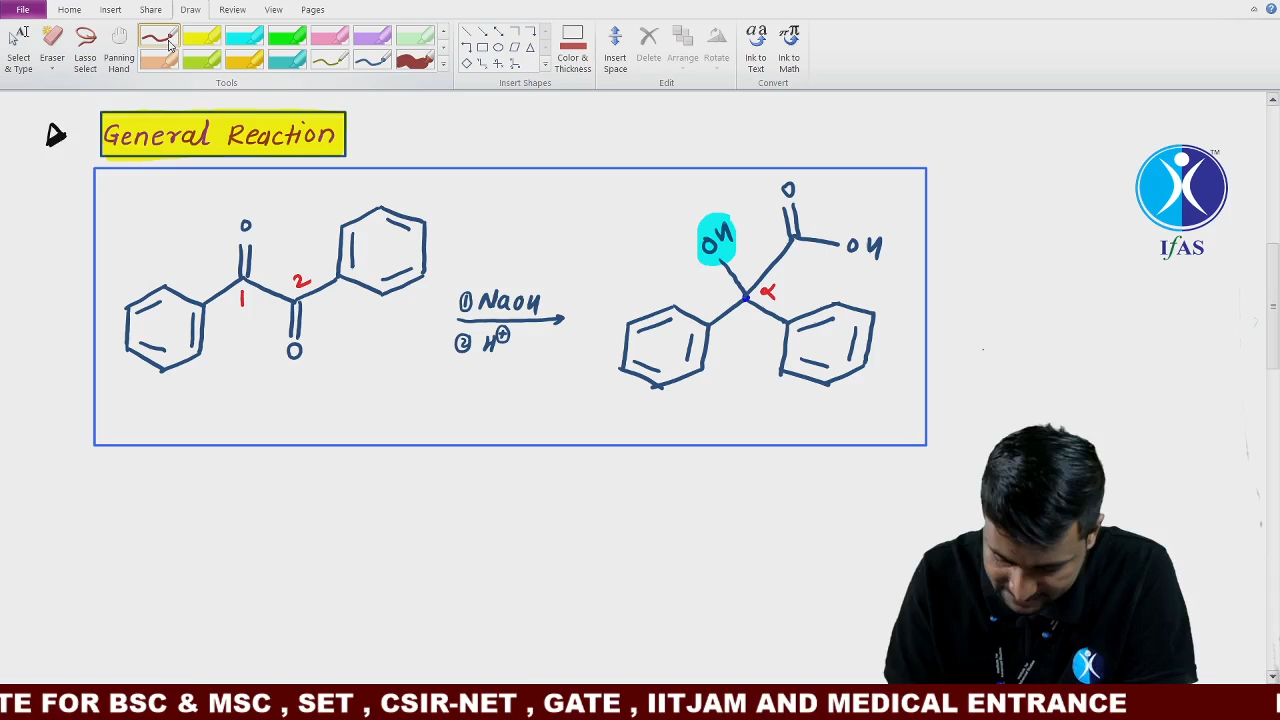 File Home Insert Share Draw Review View Pages
Select & Type
Eraser
Lasso Select
Panning Hand
Color & Thickness
Insert Space
Delete
Arrange
Rotate
Ink to Text
Ink to Math
Tools
Insert Shapes
Edit
Convert
General Reaction
O
1
2
O
① NaOH
② H⊕
OH
O
OH
α
TM
IfAS
TE FOR BSC & MSC , SET , CSIR-NET , GATE , IITJAM AND MEDICAL ENTRANCE